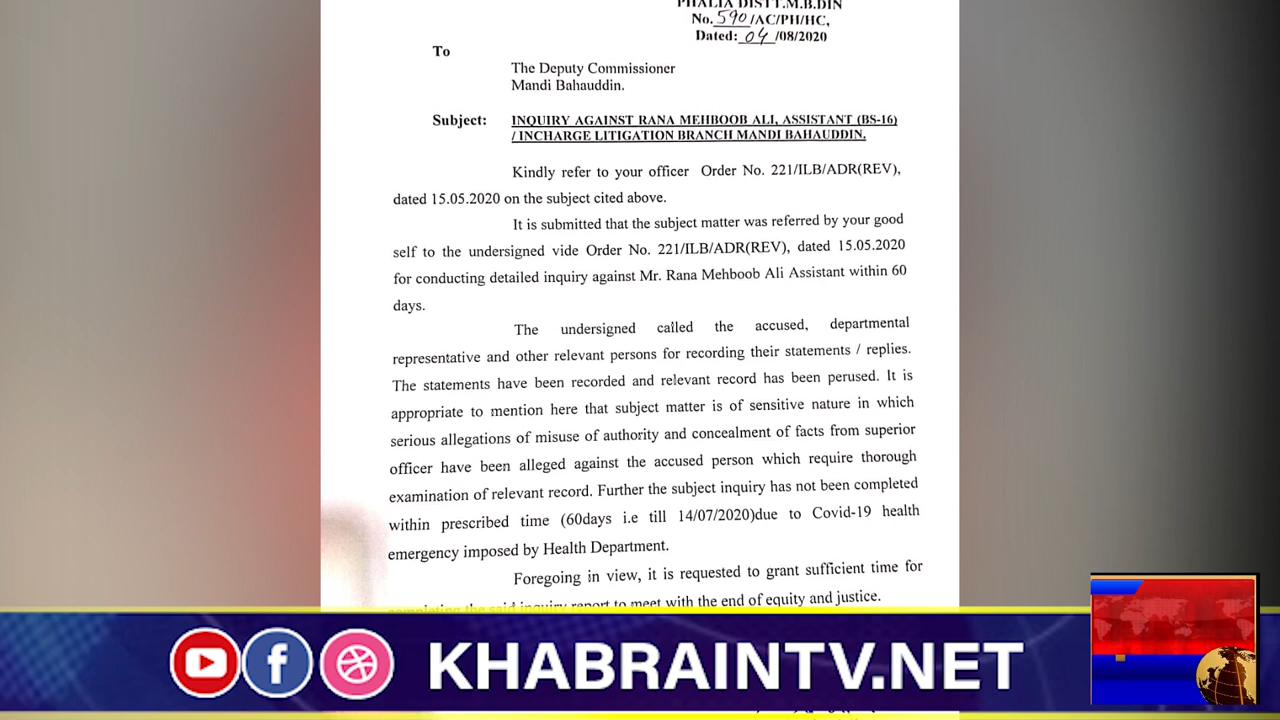 PHALIA DISTT.M.B.DIN
No. 590 /AC/PH/HC,
Dated: 04 /08/2020
To
The Deputy Commissioner
Mandi Bahauddin.
Subject: INQUIRY AGAINST RANA MEHBOOB ALI, ASSISTANT (BS-16)
/ INCHARGE LITIGATION BRANCH MANDI BAHAUDDIN.
Kindly refer to your officer Order No. 221/ILB/ADR(REV),
dated 15.05.2020 on the subject cited above.
It is submitted that the subject matter was referred by your good
self to the undersigned vide Order No. 221/ILB/ADR(REV), dated 15.05.2020
for conducting detailed inquiry against Mr. Rana Mehboob Ali Assistant within 60
days.
The undersigned called the accused, departmental
representative and other relevant persons for recording their statements / replies.
The statements have been recorded and relevant record has been perused. It is
appropriate to mention here that subject matter is of sensitive nature in which
serious allegations of misuse of authority and concealment of facts from superior
officer have been alleged against the accused person which require thorough
examination of relevant record. Further the subject inquiry has not been completed
within prescribed time (60days i.e till 14/07/2020)due to Covid-19 health
emergency imposed by Health Department.
Foregoing in view, it is requested to grant sufficient time for
completing the said inquiry report to meet with the end of equity and justice.
KHABRAINTV.NET